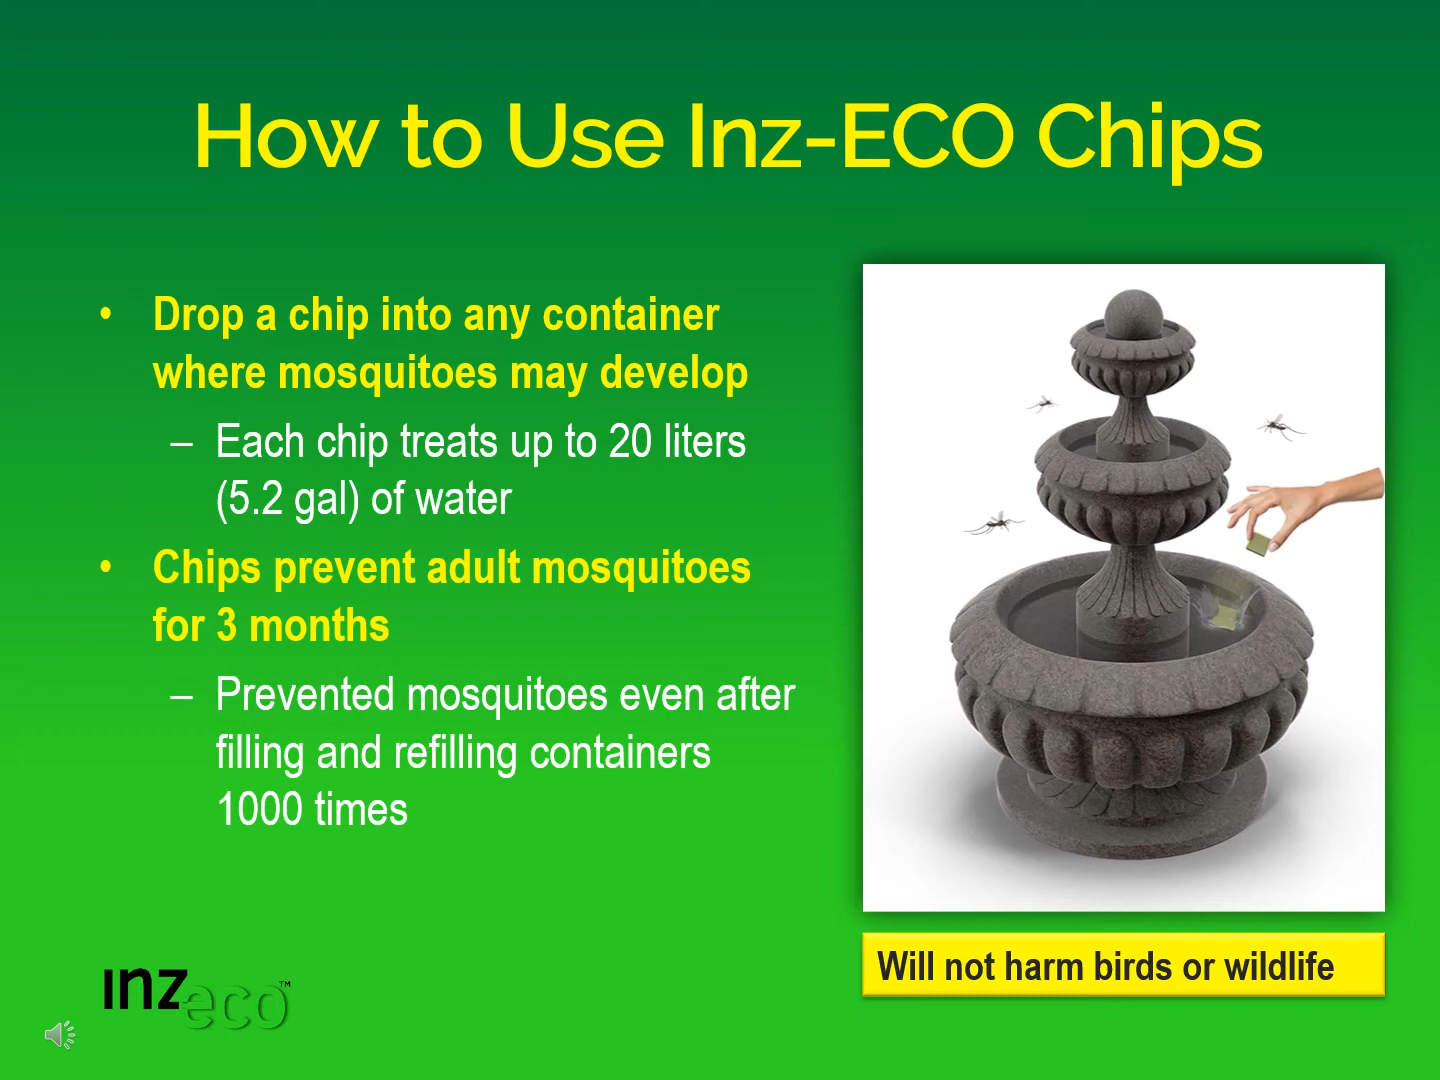 How to Use Inz-ECO Chips
• Drop a chip into any container
where mosquitoes may develop
– Each chip treats up to 20 liters
(5.2 gal) of water
• Chips prevent adult mosquitoes
for 3 months
– Prevented mosquitoes even after
filling and refilling containers
1000 times
Will not harm birds or wildlife
ınzeco™